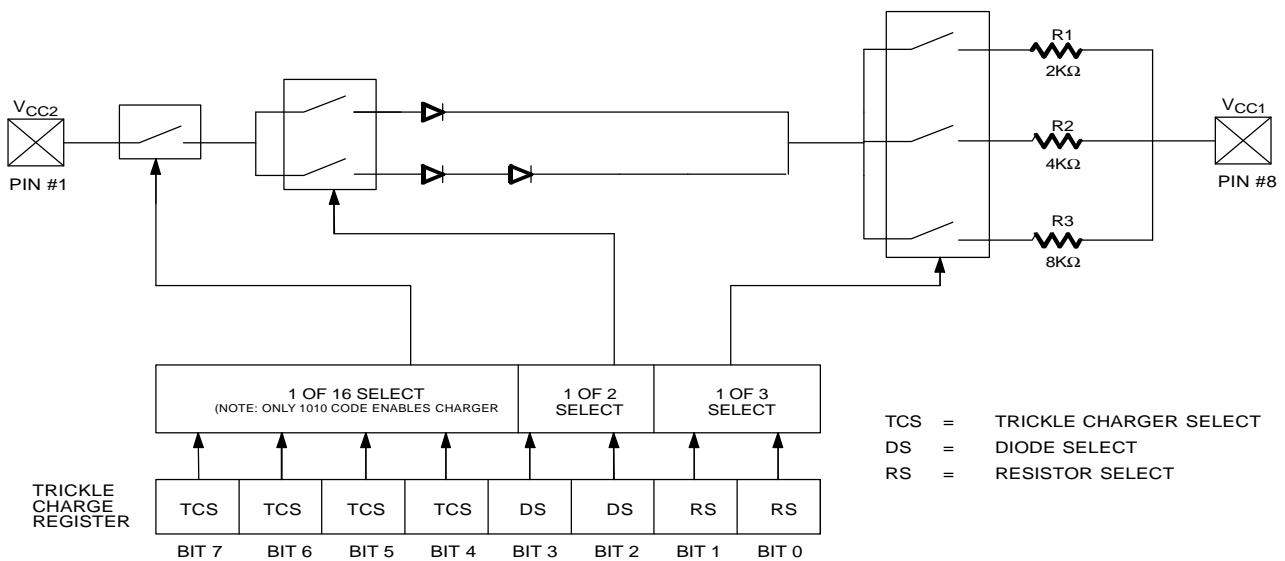 R1
2KΩ
VCC2
PIN #1
R2
4KΩ
VCC1
PIN #8
R3
8KΩ
1 OF 16 SELECT
(NOTE: ONLY 1010 CODE ENABLES CHARGER
1 OF 2
SELECT
1 OF 3
SELECT
TCS = TRICKLE CHARGER SELECT
DS = DIODE SELECT
RS = RESISTOR SELECT
TRICKLE
CHARGE
REGISTER
TCS TCS TCS TCS DS DS RS RS
BIT 7 BIT 6 BIT 5 BIT 4 BIT 3 BIT 2 BIT 1 BIT 0